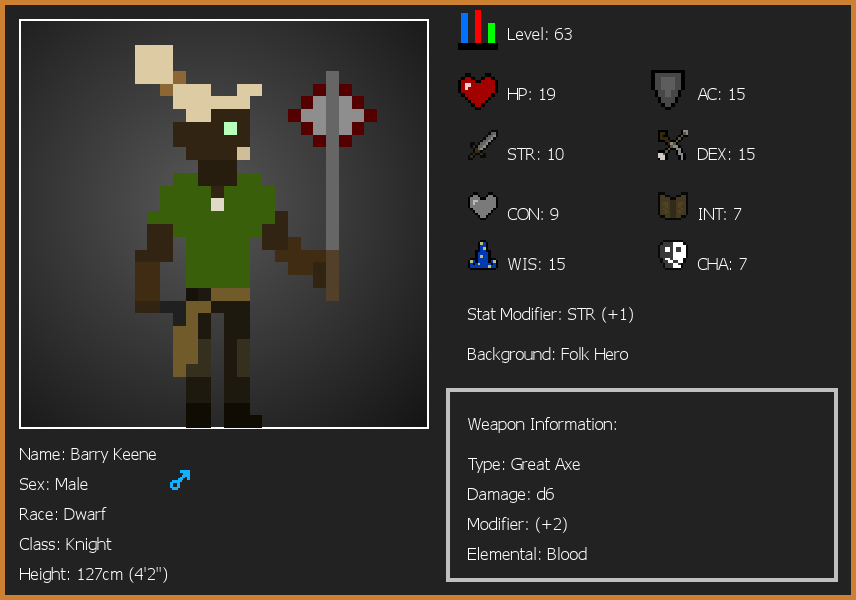 Level: 63
HP: 19
AC: 15
STR: 10
DEX: 15
CON: 9
INT: 7
WIS: 15
CHA: 7
Stat Modifier: STR (+1)
Background: Folk Hero
Weapon Information:
Type: Great Axe
Damage: d6
Modifier: (+2)
Elemental: Blood
Name: Barry Keene
Sex: Male
Race: Dwarf
Class: Knight
Height: 127cm (4'2")